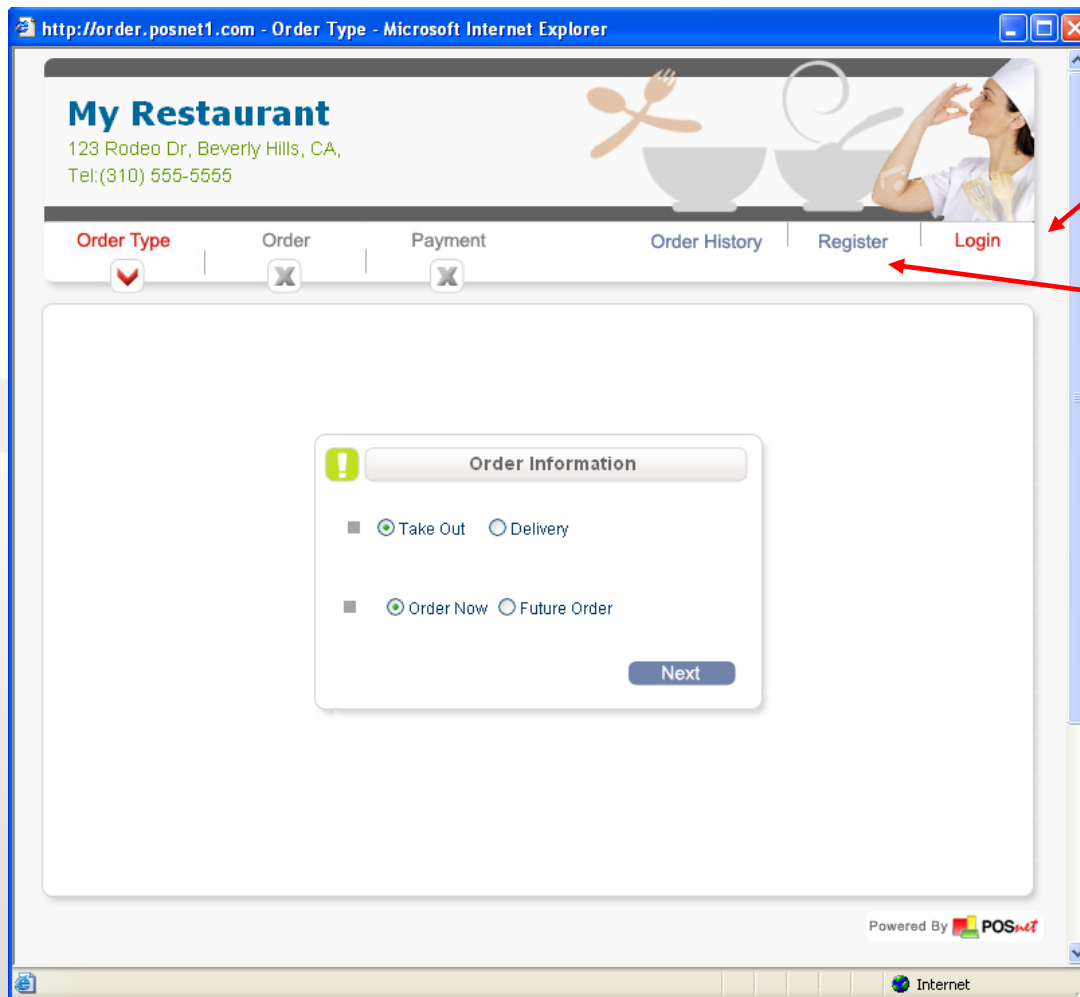 http://order.posnet1.com - Order Type - Microsoft Internet Explorer
My Restaurant
123 Rodeo Dr, Beverly Hills, CA,
Tel:(310) 555-5555
Order Type Order Payment Order History Register Login
Order Information
Take Out Delivery
Order Now Future Order
Next
Powered By POSnet
Internet